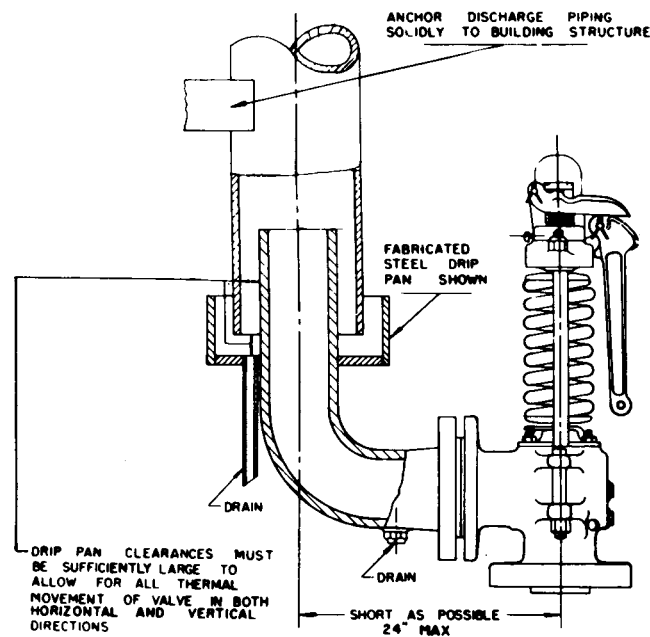 ANCHOR DISCHARGE PIPING
SOLIDLY TO BUILDING STRUCTURE
FABRICATED
STEEL DRIP
PAN SHOWN
DRAIN
DRIP PAN CLEARANCES MUST
BE SUFFICIENTLY LARGE TO
ALLOW FOR ALL THERMAL
MOVEMENT OF VALVE IN BOTH
HORIZONTAL AND VERTICAL
DIRECTIONS
DRAIN
SHORT AS POSSIBLE
24" MAX